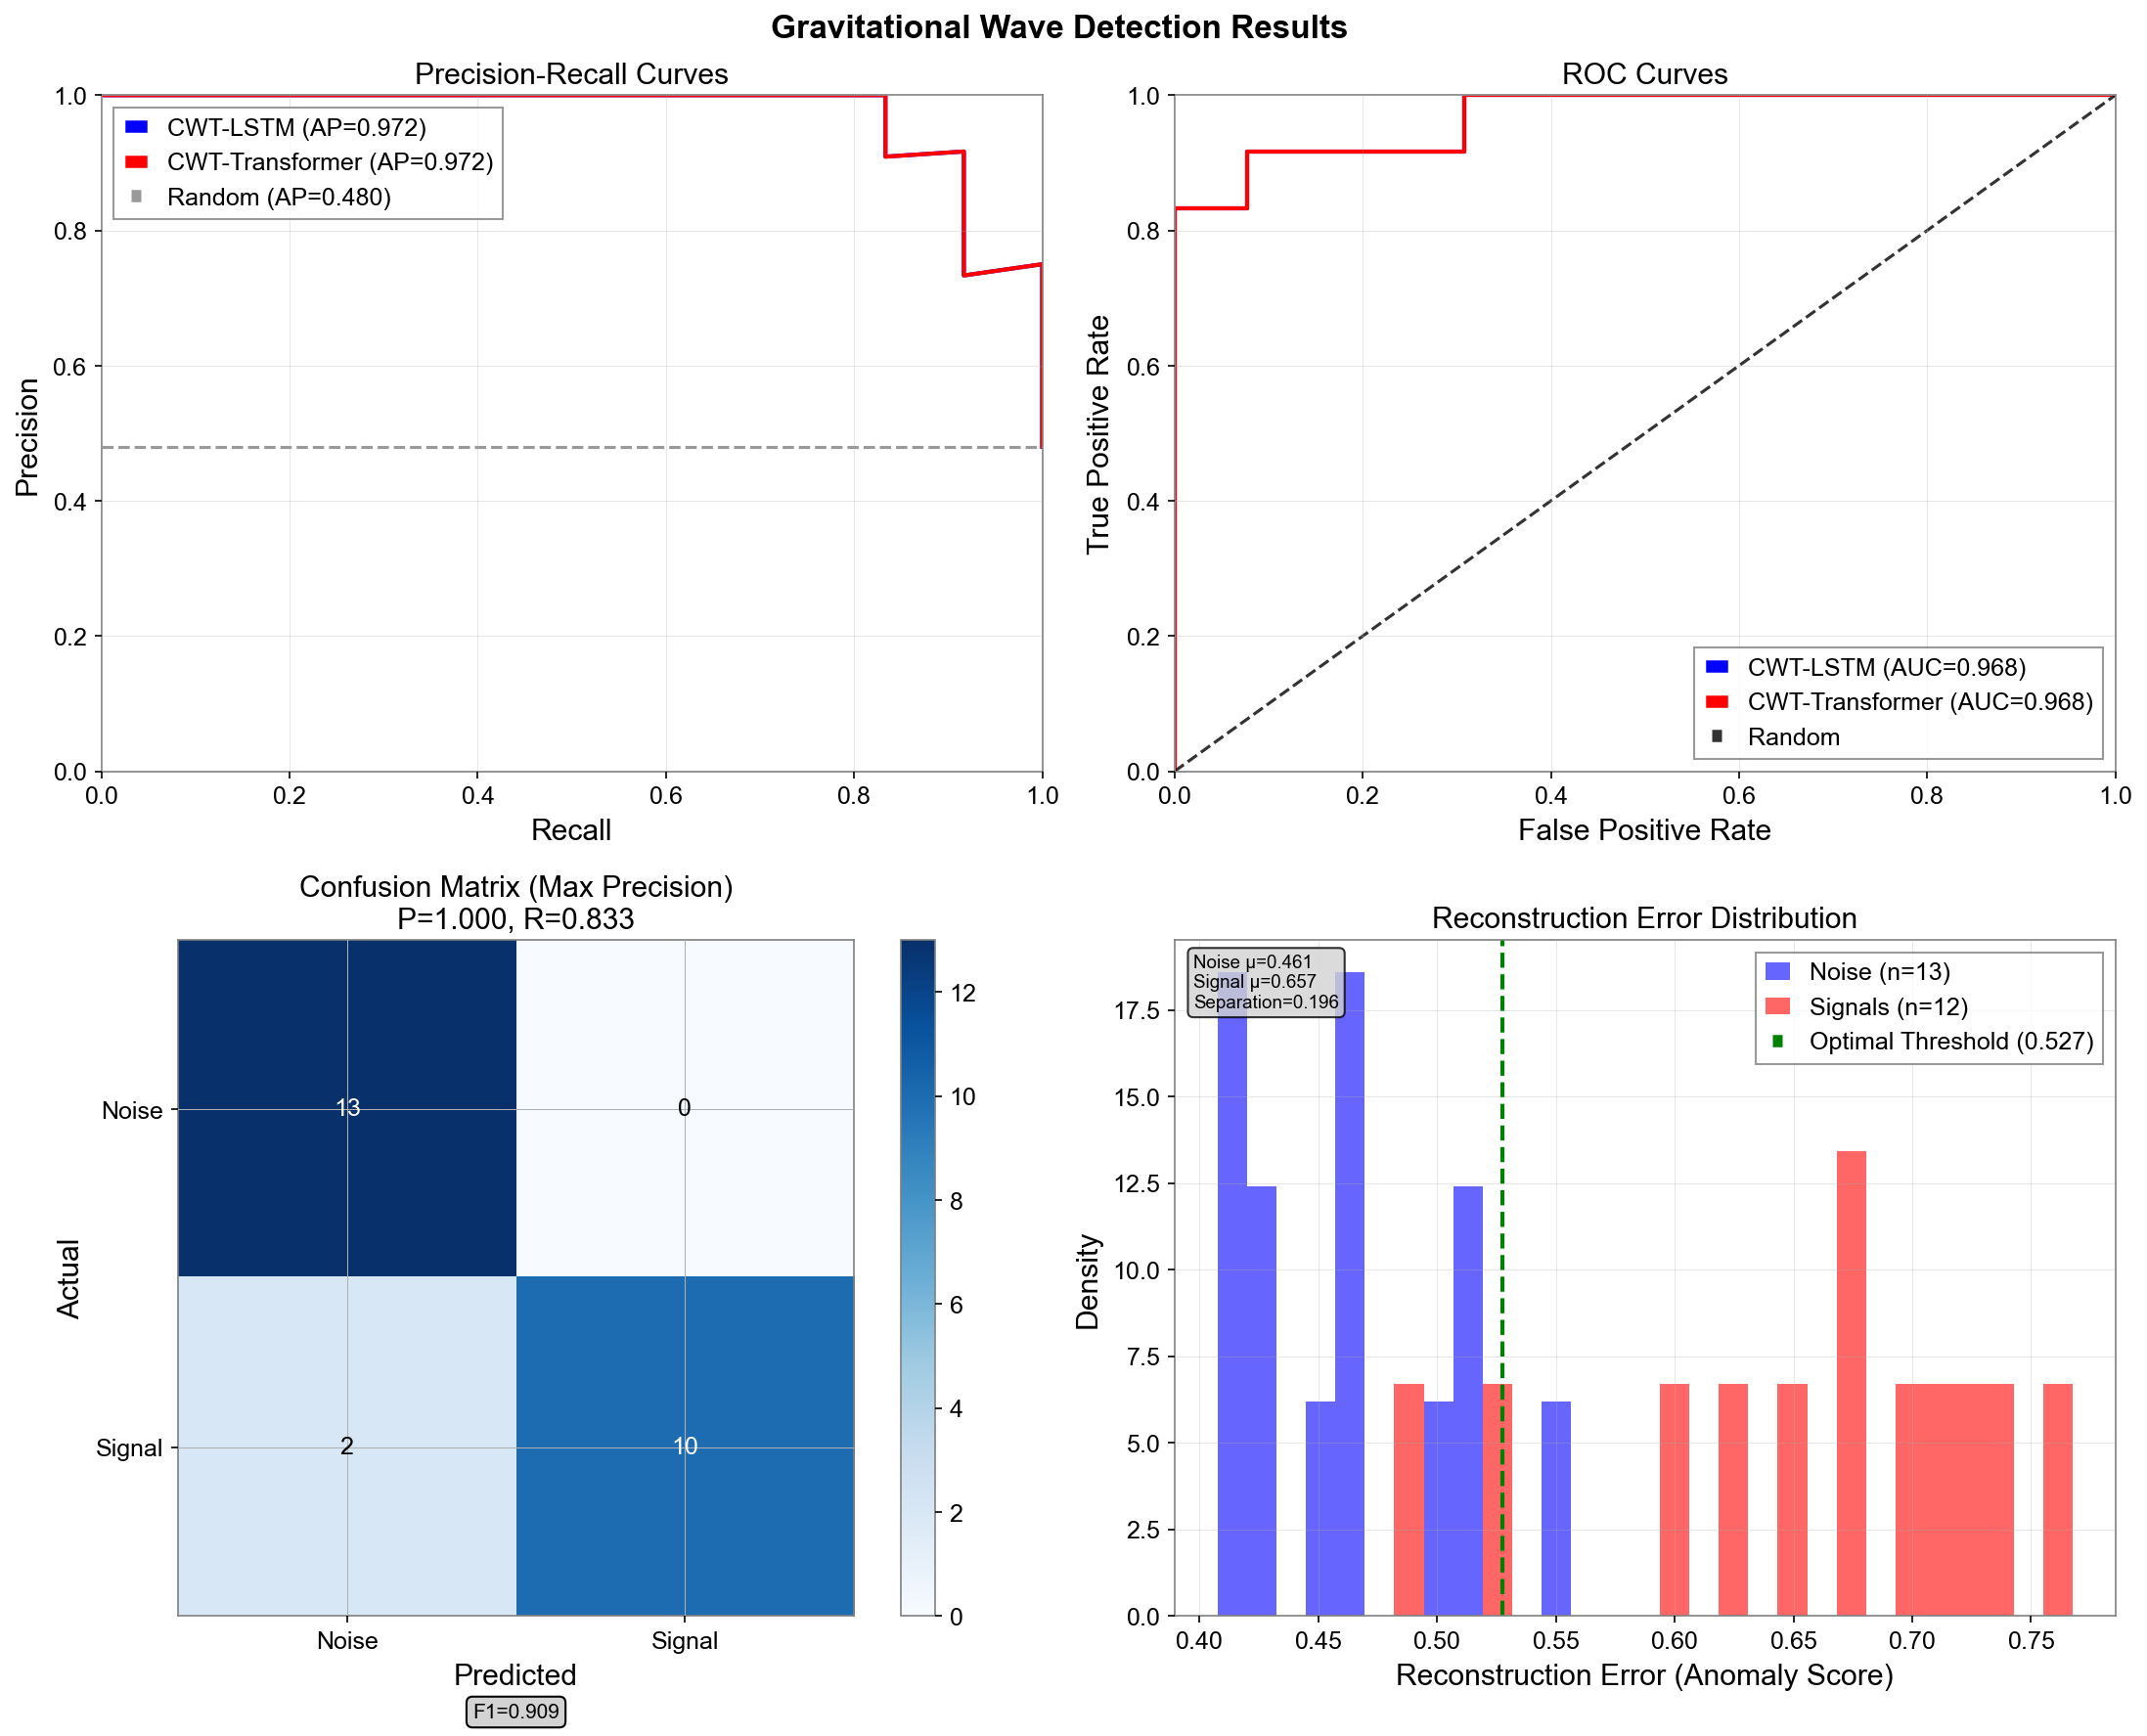 Gravitational Wave Detection Results
Precision-Recall Curves
1.0
0.8
0.6
0.4
0.2
0.0
Precision
CWT-LSTM (AP=0.972)
CWT-Transformer (AP=0.972)
Random (AP=0.480)
0.0 0.2 0.4 0.6 0.8 1.0
Recall
ROC Curves
1.0
0.8
0.6
0.4
0.2
0.0
True Positive Rate
CWT-LSTM (AUC=0.968)
CWT-Transformer (AUC=0.968)
Random
0.0 0.2 0.4 0.6 0.8 1.0
False Positive Rate
Confusion Matrix (Max Precision)
P=1.000, R=0.833
Actual
Noise
Signal
13 0
2 10
Noise Signal
Predicted
F1=0.909
12
10
8
6
4
2
0
Reconstruction Error Distribution
17.5
15.0
12.5
10.0
7.5
5.0
2.5
0.0
Density
Noise μ=0.461
Signal μ=0.657
Separation=0.196
Noise (n=13)
Signals (n=12)
Optimal Threshold (0.527)
0.40 0.45 0.50 0.55 0.60 0.65 0.70 0.75
Reconstruction Error (Anomaly Score)